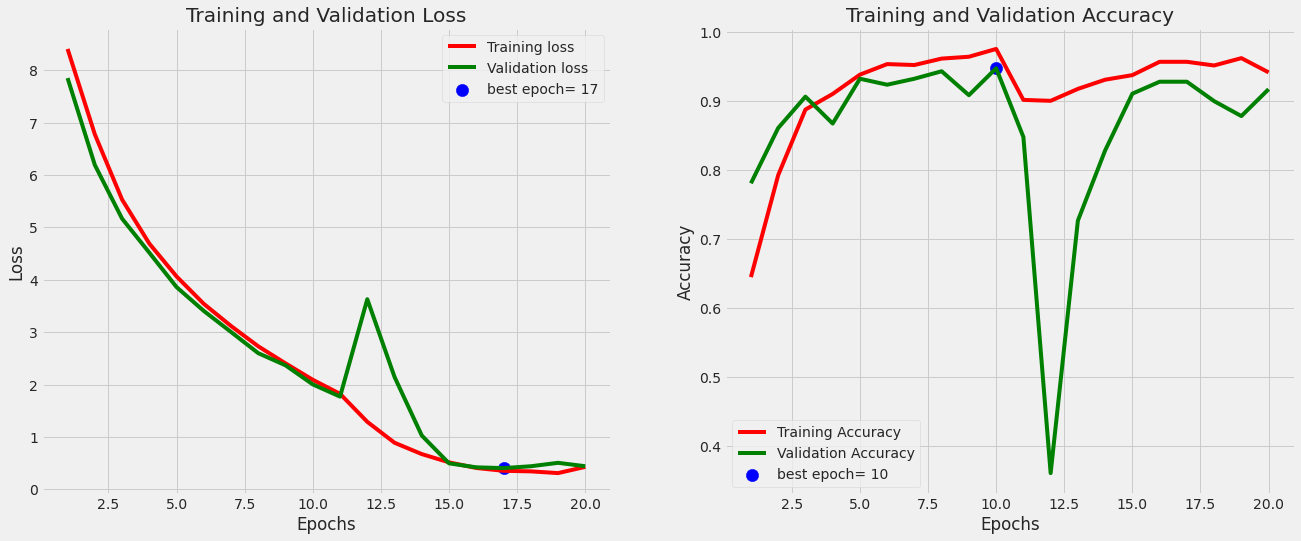 Training and Validation Loss
Training loss
Validation loss
best epoch= 17
8
7
6
5
4
3
2
1
0
Loss
2.5 5.0 7.5 10.0 12.5 15.0 17.5 20.0
Epochs
Training and Validation Accuracy
1.0
0.9
0.8
0.7
0.6
0.5
0.4
Accuracy
Training Accuracy
Validation Accuracy
best epoch= 10
2.5 5.0 7.5 10.0 12.5 15.0 17.5 20.0
Epochs